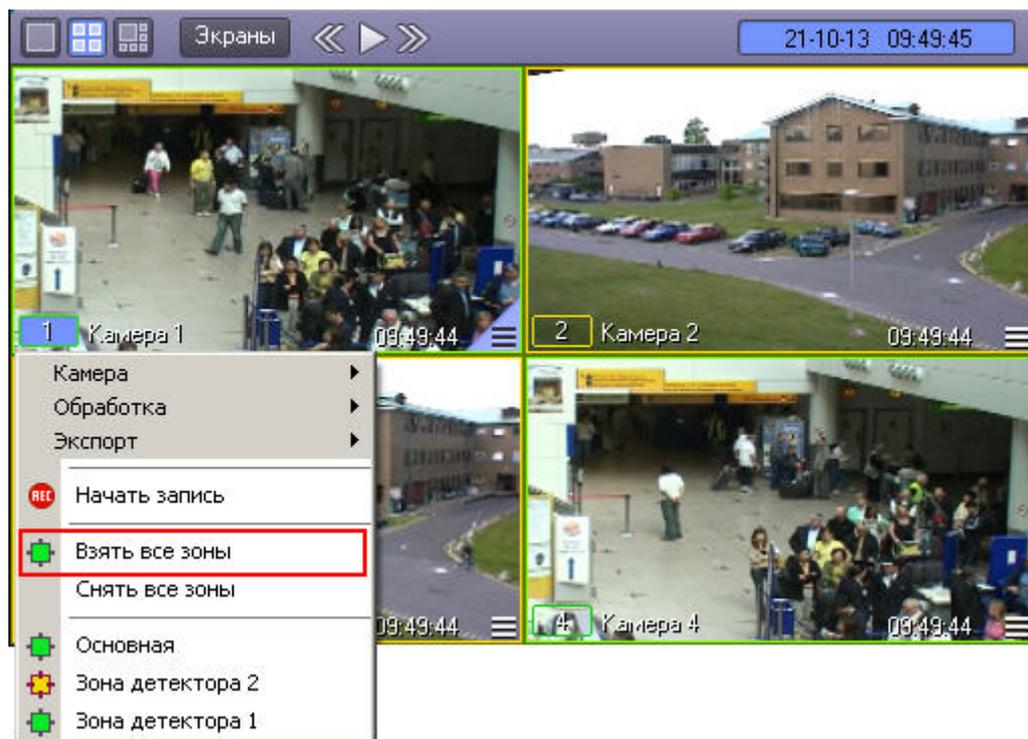 Экраны
21-10-13 09:49:45
1 Камера 1 09:49:44
2 Камера 2 09:49:44
Камера
Обработка
Экспорт
REC Начать запись
Взять все зоны
Снять все зоны
09:49:44
4 Камера 4 09:49:44
Основная
Зона детектора 2
Зона детектора 1